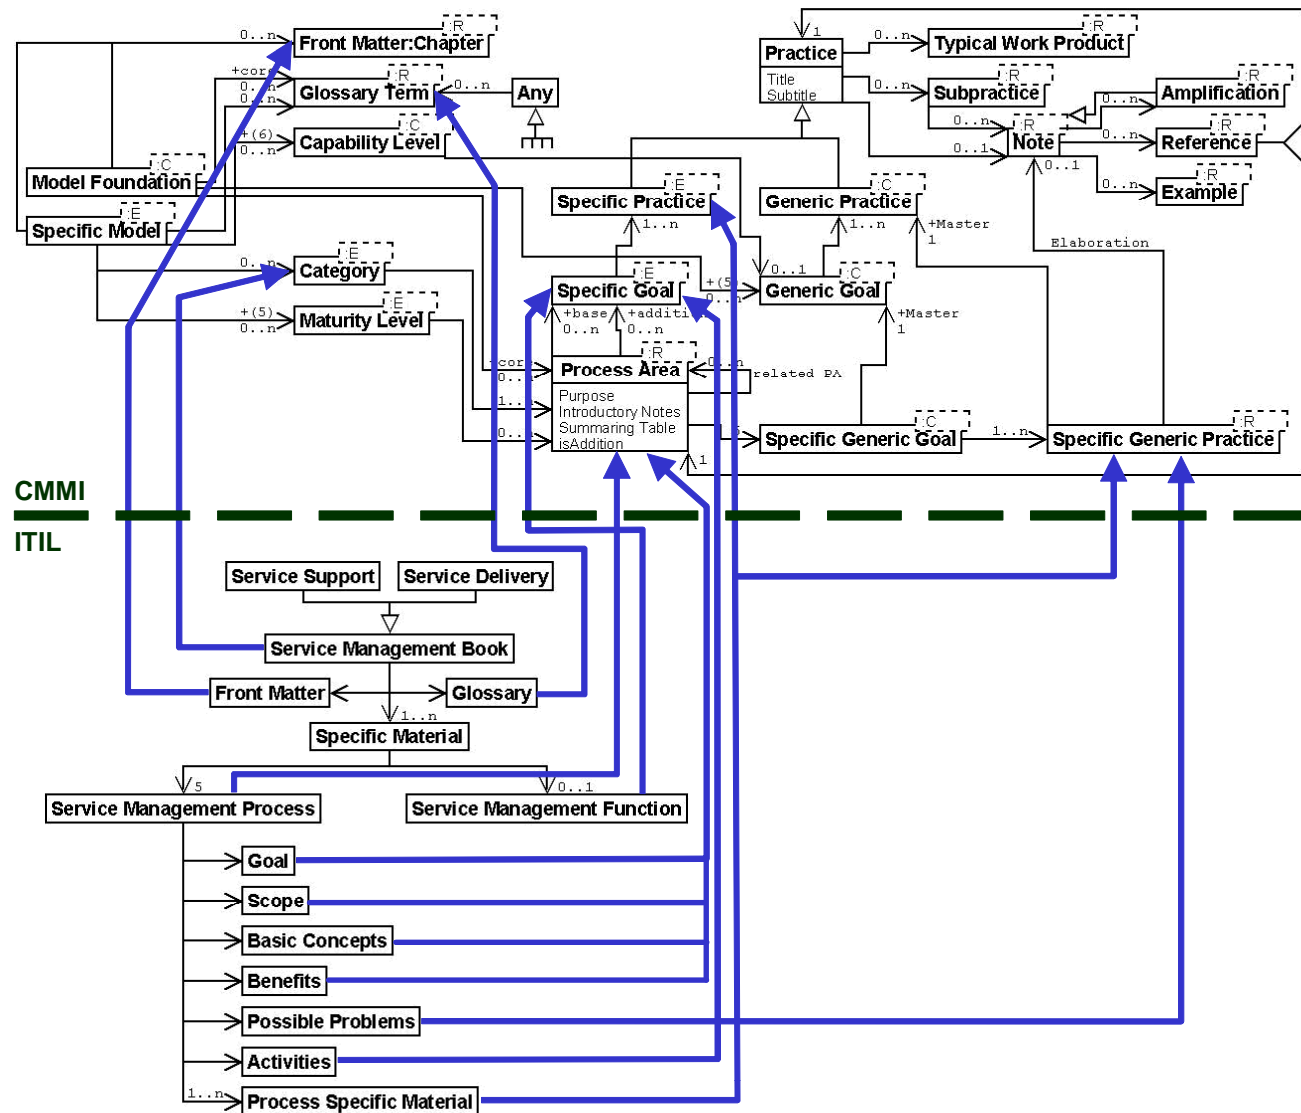 :R
0..n
Front Matter:Chapter
+core
:R
0..n
Glossary Term
0..n
0..n
Any
:C
+(6)
Capability Level
0..n
:C
Model Foundation
:E
Specific Model
:E
0..n
Category
:E
+(5)
Maturity Level
0..n
1
Practice
Title
Subtitle
:R
0..n
Typical Work Product
:R
0..n
Subpractice
:R
Amplification
0..n
0..n
:R
Note
0..1
0..n
:R
Reference
0..1
:R
0..n
Example
:E
Specific Practice
1..n
:C
Generic Practice
1..n
+Master
1
Elaboration
:E
Specific Goal
+(5)
0..n
0..1
:C
Generic Goal
+base
0..n
+addition
0..n
+Master
1
:R
+core
0..n
Process Area
0..n
related PA
Purpose
Introductory Notes
Summaring Table
isAddition
1..n
0..n
5
:C
Specific Generic Goal
1..n
:R
Specific Generic Practice
1
CMMI
ITIL
Service Support
Service Delivery
Service Management Book
Front Matter
Glossary
1..n
Specific Material
5
0..1
Service Management Process
Service Management Function
Goal
Scope
Basic Concepts
Benefits
Possible Problems
Activities
1..n
Process Specific Material